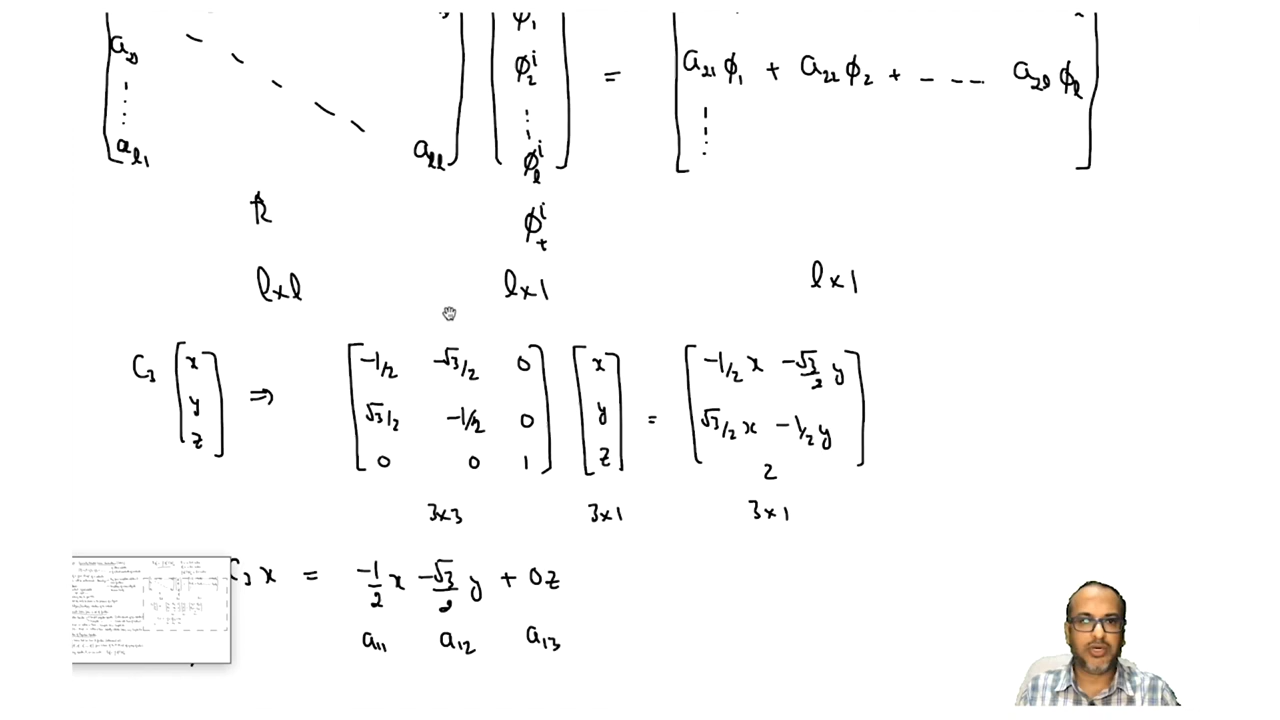 φ₁
a₂₁ φ₂ⁱ = a₂₁ φ₁ + a₂₂ φ₂ + - --- a₂ℓ φℓ
aℓ₁ aℓℓ φℓⁱ
R φₜⁱ
ℓ×ℓ ℓ×1 ℓ×1
C₃ [x y z] ⇒ [-1/2 -√3/2 0] [x] = [-1/2 x -√3/2 y]
[√3/2 -1/2 0] [y] [√3/2 x - 1/2 y]
[0 0 1] [z] [z]
3×3 3×1 3×1
C₃ x = -1/2 x -√3/2 y + 0z
a₁₁ a₁₂ a₁₃